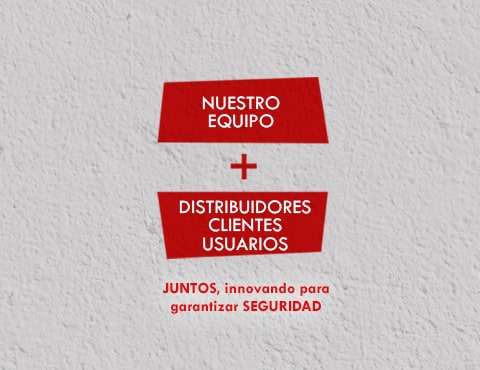 NUESTRO
EQUIPO
+
DISTRIBUIDORES
CLIENTES
USUARIOS
JUNTOS, innovando para
garantizar SEGURIDAD